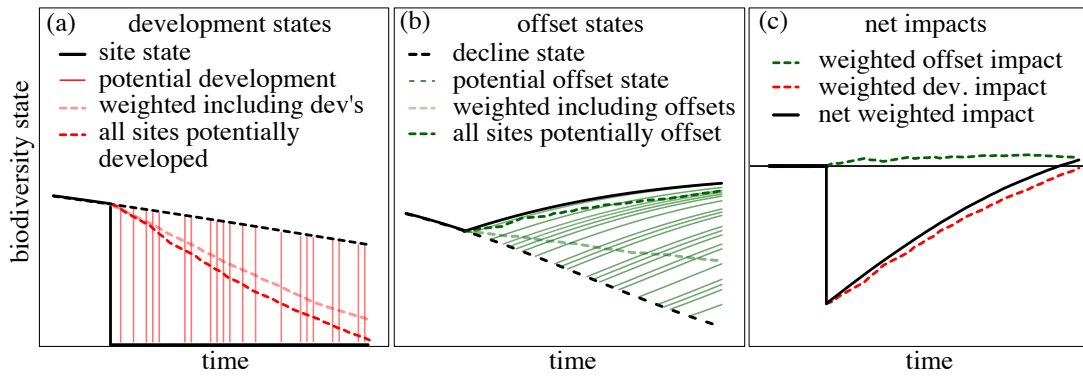 (a) development states
site state
potential development
weighted including dev's
all sites potentially
developed
(b) offset states
decline state
potential offset state
weighted including offsets
all sites potentially offset
(c) net impacts
weighted offset impact
weighted dev. impact
net weighted impact
biodiversity state
time
time
time